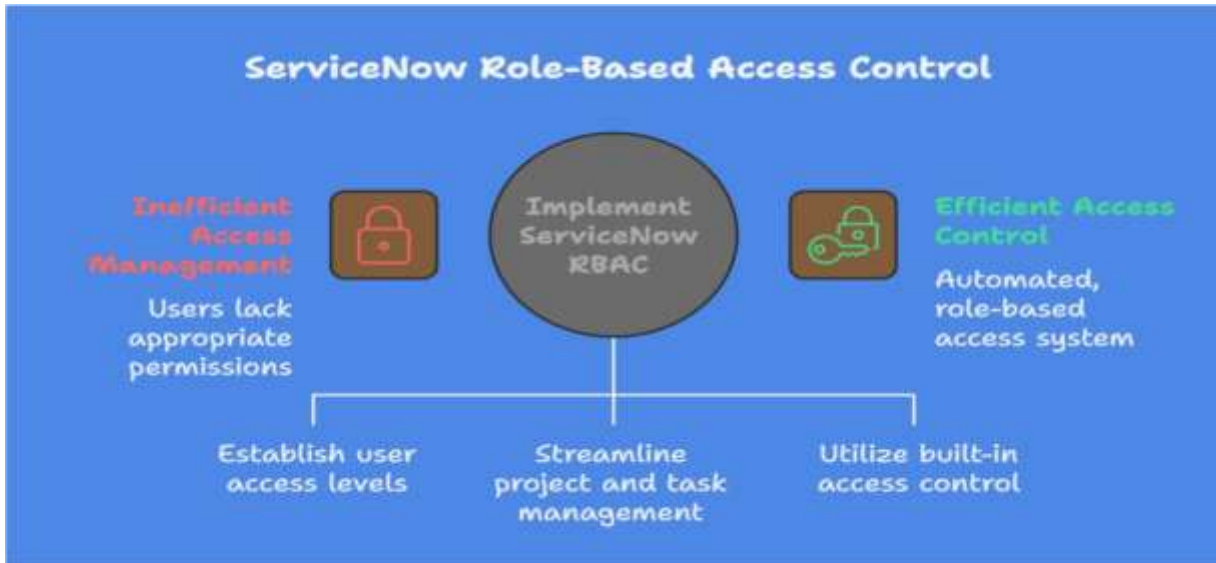 ServiceNow Role-Based Access Control
Inefficient
Access
Management
Users lack
appropriate
permissions
Implement
ServiceNow
RBAC
Efficient Access
Control
Automated,
role-based
access system
Establish user
access levels
Streamline
project and task
management
Utilize built-in
access control